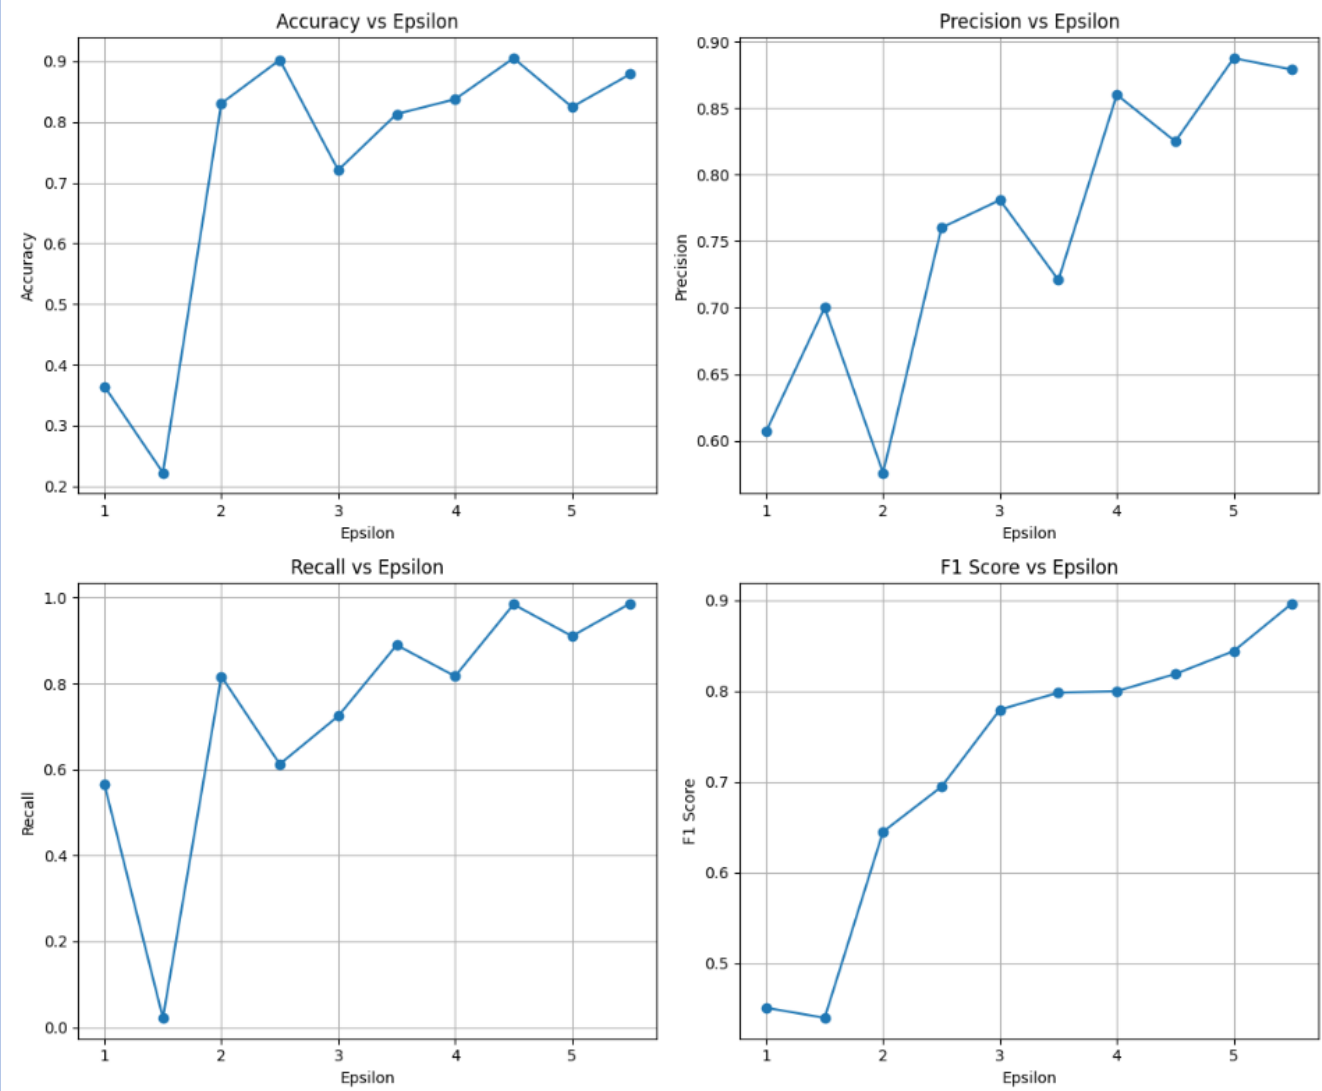 Accuracy vs Epsilon
0.9
0.8
0.7
0.6
0.5
0.4
0.3
0.2
Accuracy
1 2 3 4 5
Epsilon
Precision vs Epsilon
0.90
0.85
0.80
0.75
0.70
0.65
0.60
Precision
1 2 3 4 5
Epsilon
Recall vs Epsilon
1.0
0.8
0.6
0.4
0.2
0.0
Recall
1 2 3 4 5
Epsilon
F1 Score vs Epsilon
0.9
0.8
0.7
0.6
0.5
F1 Score
1 2 3 4 5
Epsilon